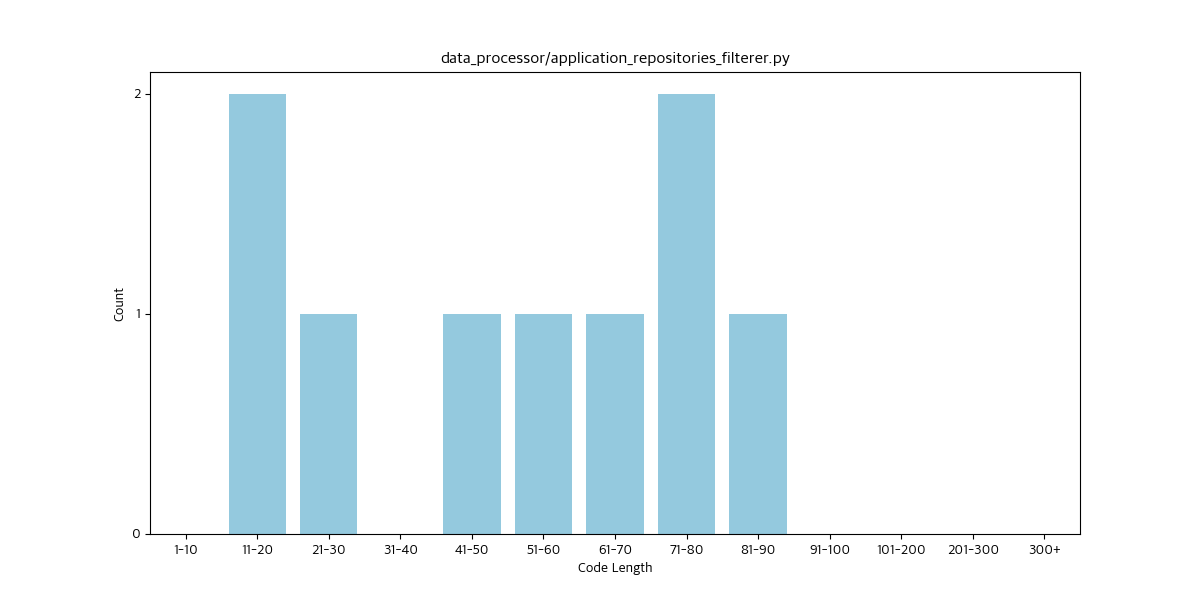 data_processor/application_repositories_filterer.py
Count
2
1
0
1-10 11-20 21-30 31-40 41-50 51-60 61-70 71-80 81-90 91-100 101-200 201-300 300+
Code Length